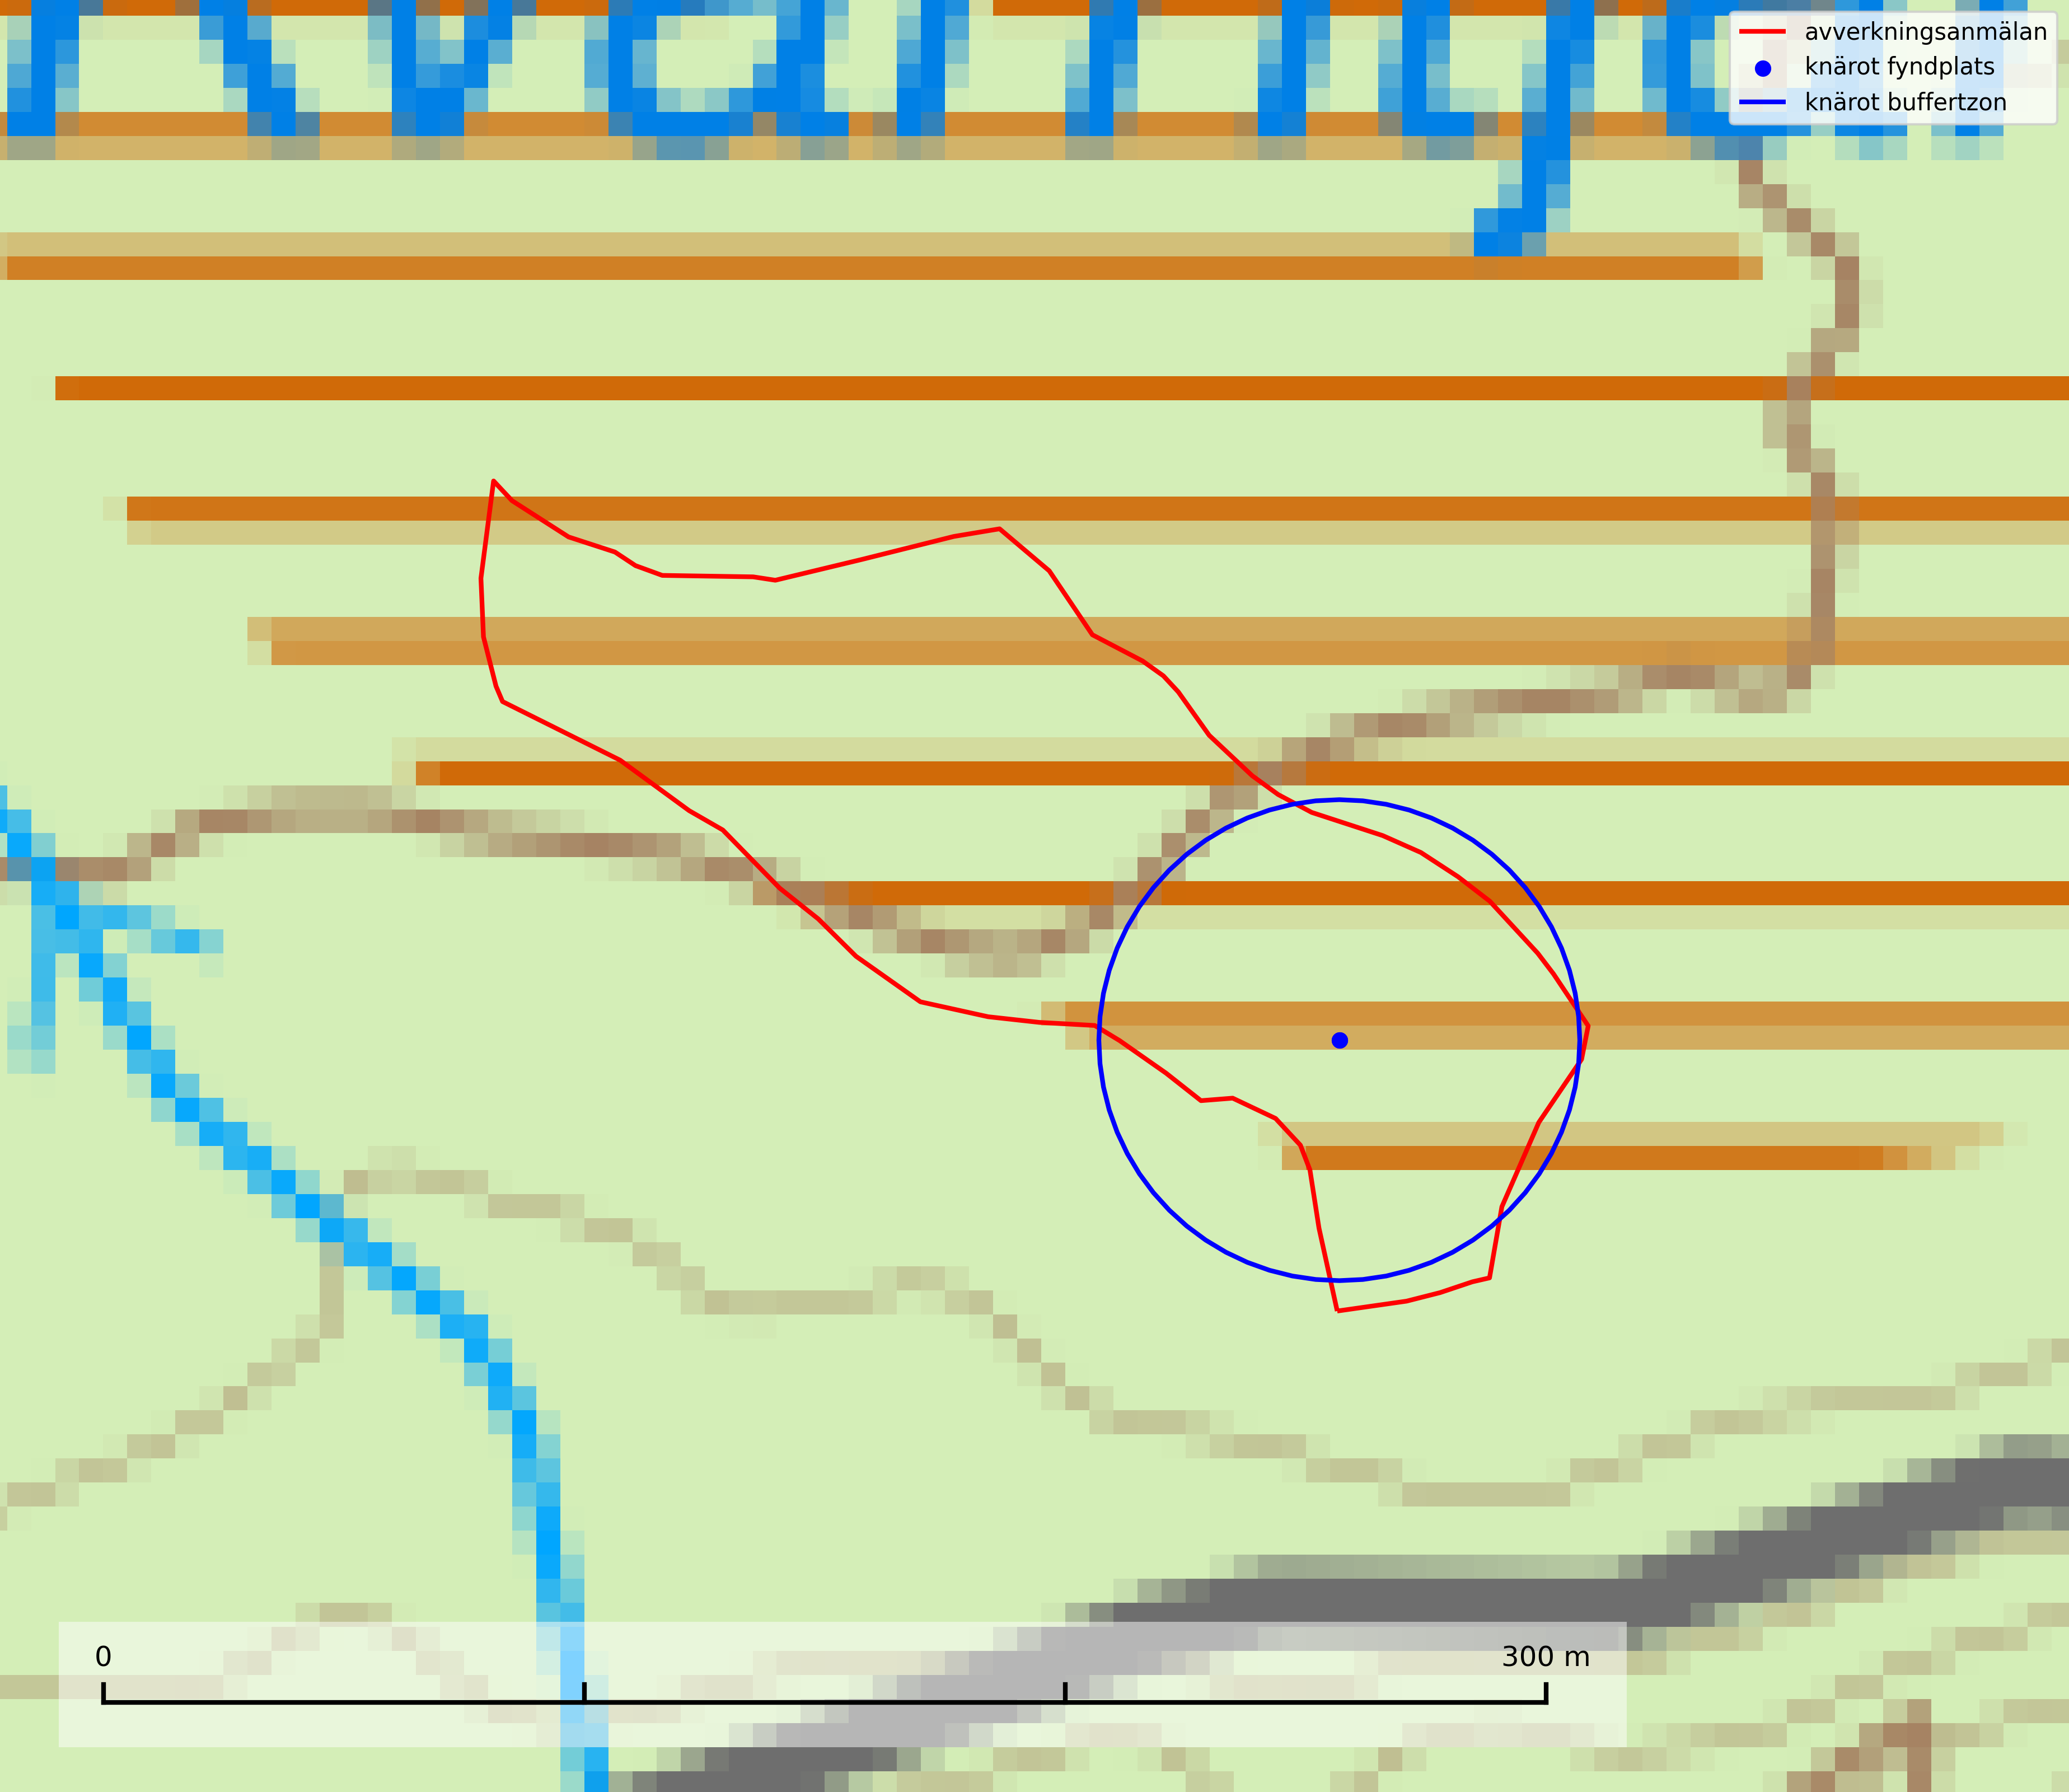 avverkningsanmälan
knärot fyndplats
knärot buffertzon
0
300 m